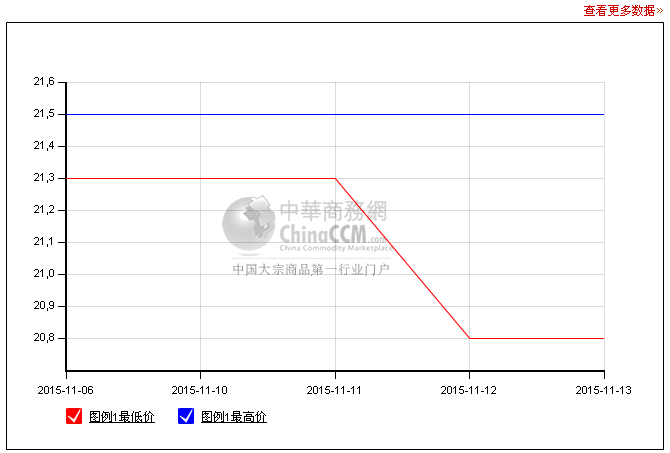 查看更多数据»
21,6
21,5
21,4
21,3
21,2
21,1
21,0
20,9
20,8
中華商務網
ChinaCCM.com
China Commodity Marketplace
中国大宗商品第一行业门户
2015-11-06 2015-11-10 2015-11-11 2015-11-12 2015-11-13
图例1最低价 图例1最高价